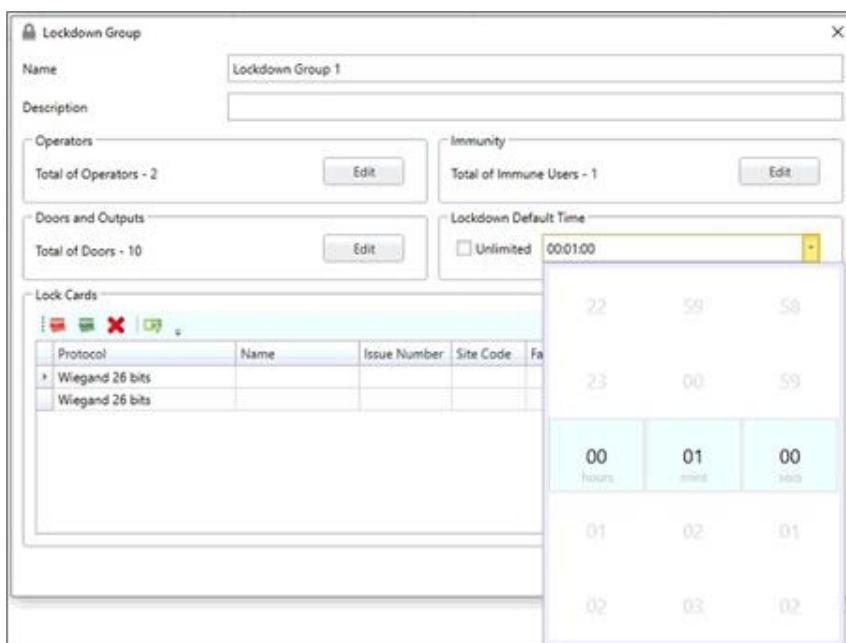 Lockdown Group
Name Lockdown Group 1
Description
Operators Immunity
Total of Operators - 2 Edit Total of Immune Users - 1 Edit
Doors and Outputs Lockdown Default Time
Total of Doors - 10 Edit Unlimited 00:01:00
Lock Cards
Protocol Name Issue Number Site Code Fa
Wiegand 26 bits
Wiegand 26 bits
22 59 58
23 00 59
00 01 00
hours mins secs
01 02 01
02 03 02